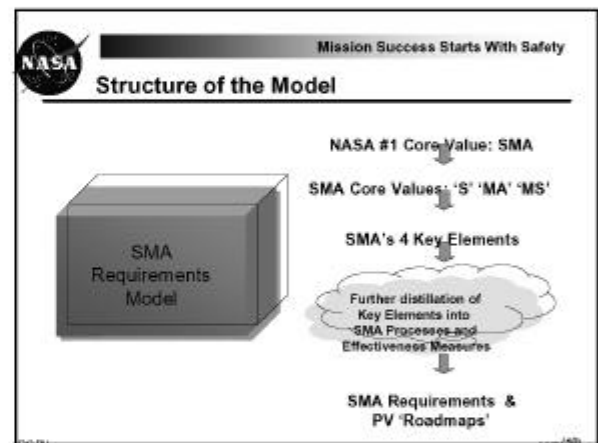 Mission Success Starts With Safety
NASA
Structure of the Model
NASA #1 Core Value: SMA
SMA Core Values: 'S' 'MA' 'MS'
SMA's 4 Key Elements
SMA
Requirements
Model
Further distillation of
Key Elements into
SMA Processes and
Effectiveness Measures
SMA Requirements &
PV 'Roadmaps'